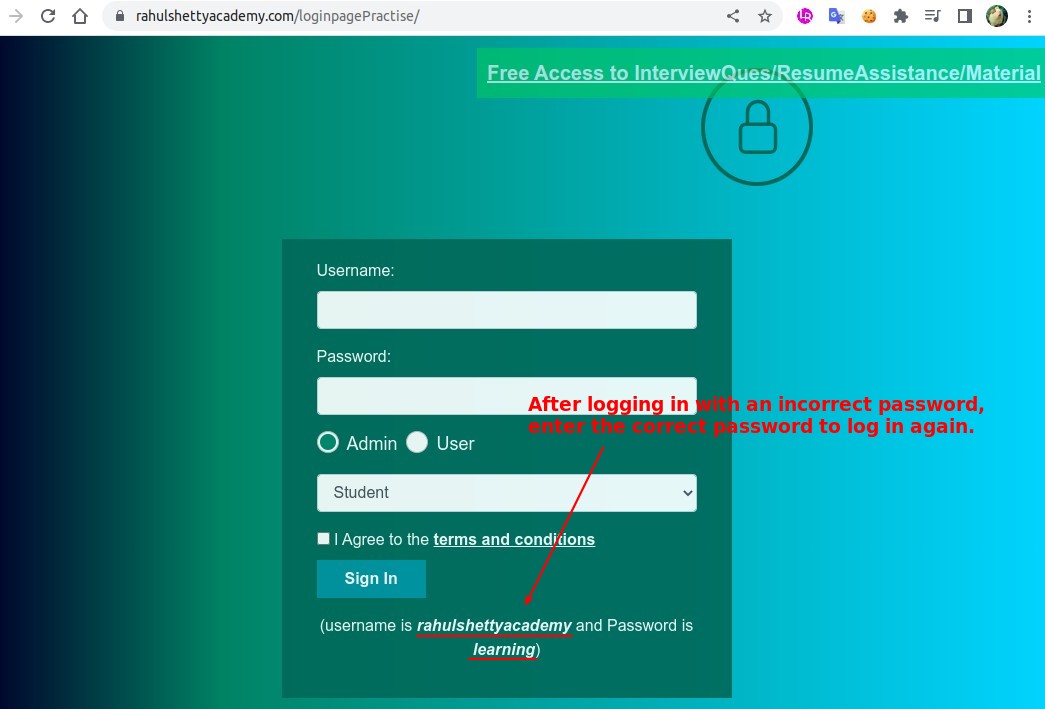 rahulshettyacademy.com/loginpagePractise/
Free Access to InterviewQues/ResumeAssistance/Material
Username:
Password:
After logging in with an incorrect password,
enter the correct password to log in again.
Admin User
Student
I Agree to the terms and conditions
Sign In
(username is rahulshettyacademy and Password is
learning)